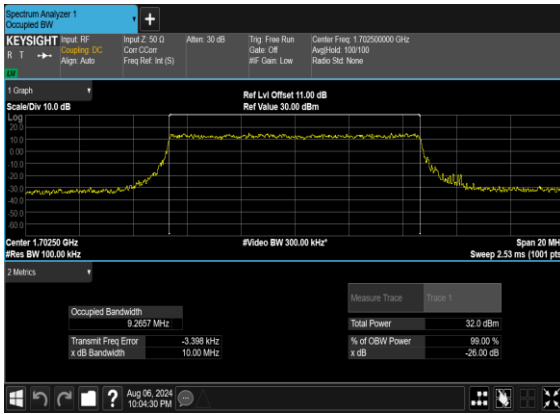 Spectrum Analyzer 1
Occupied BW
KEYSIGHT
R T
LM
Input: RF
Coupling: DC
Align: Auto
Input Z: 50 Ω
Corr CCorr
Freq Ref: Int (S)
Atten: 30 dB
Trig: Free Run
Gate: Off
#IF Gain: Low
Center Freq: 1.702500000 GHz
Avg|Hold: 100/100
Radio Std: None
1 Graph
Scale/Div 10.0 dB
Ref Lvl Offset 11.00 dB
Ref Value 30.00 dBm
Log
20.0
10.0
0.00
-10.0
-20.0
-30.0
-40.0
-50.0
-60.0
Center 1.70250 GHz
#Res BW 100.00 kHz
#Video BW 300.00 kHz*
Span 20 MH
Sweep 2.53 ms (1001 pts
2 Metrics
Measure Trace
Trace 1
Occupied Bandwidth
9.2657 MHz
Total Power
32.0 dBm
Transmit Freq Error
-3.398 kHz
% of OBW Power
99.00 %
x dB Bandwidth
10.00 MHz
x dB
-26.00 dB
?
Aug 06, 2024
10:04:30 PM